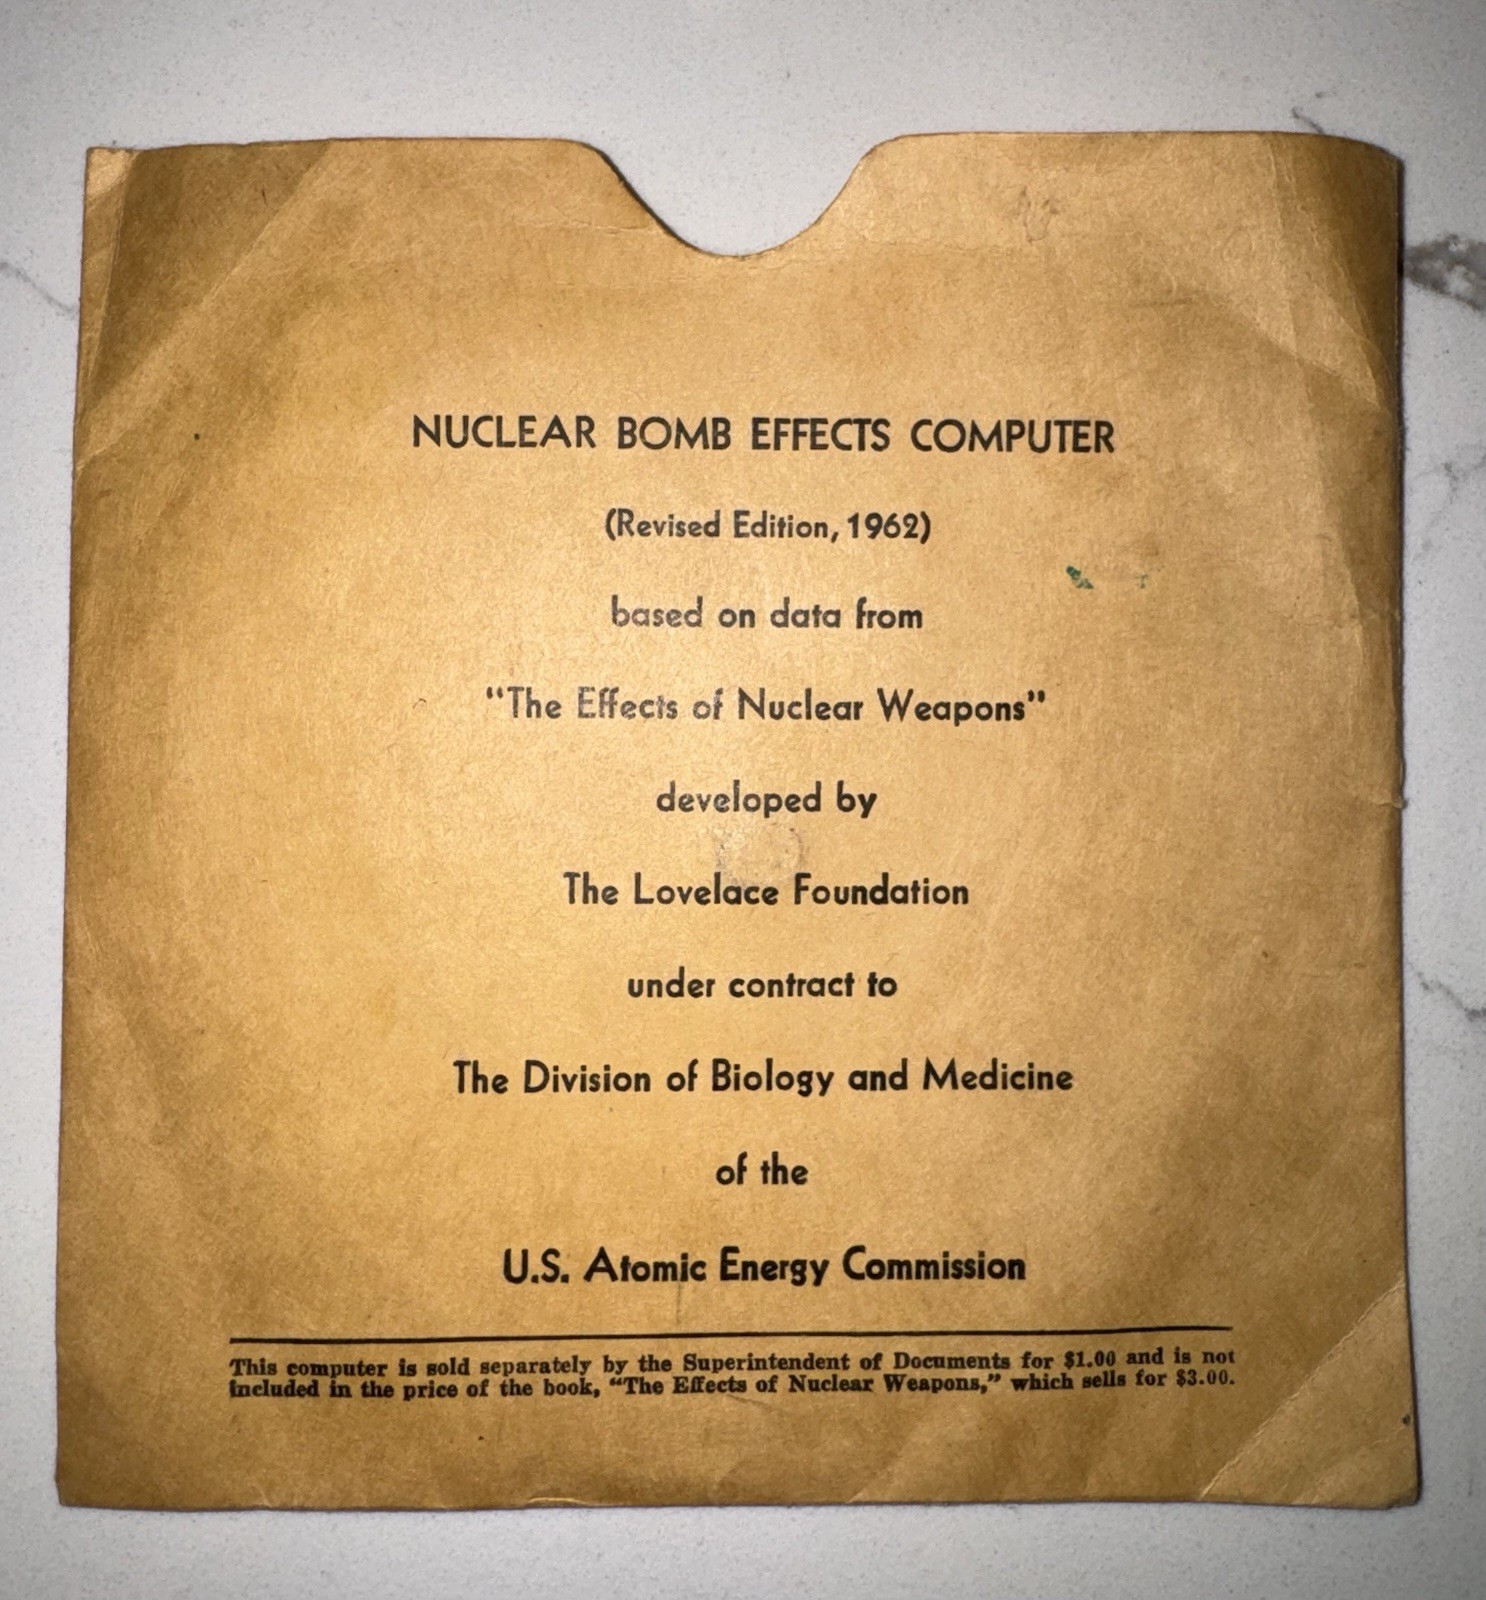 NUCLEAR BOMB EFFECTS COMPUTER
(Revised Edition, 1962)
based on data from
“The Effects of Nuclear Weapons”
developed by
The Lovelace Foundation
under contract to
The Division of Biology and Medicine
of the
U.S. Atomic Energy Commission
This computer is sold separately by the Superintendent of Documents for $1.00 and is not
included in the price of the book, “The Effects of Nuclear Weapons,” which sells for $3.00.